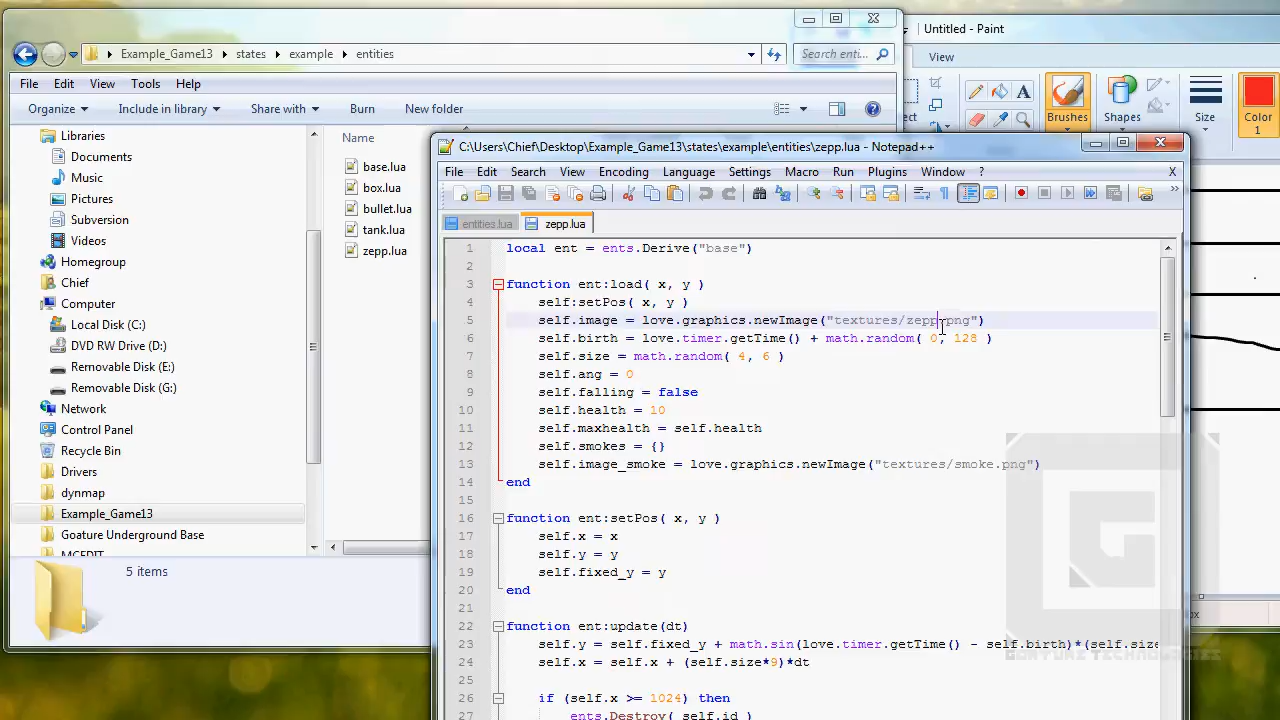 Example_Game13 states example entities
Search enti...
File Edit View Tools Help
Organize Include in library Share with Burn New folder
Libraries
Documents
Music
Pictures
Subversion
Videos
Homegroup
Chief
Computer
Local Disk (C:)
DVD RW Drive (D:)
Removable Disk (E:)
Removable Disk (G:)
Network
Control Panel
Recycle Bin
Drivers
dynmap
Example_Game13
Goature Underground Base
MCEDIT
Name
base.lua
box.lua
bullet.lua
tank.lua
zepp.lua
5 items
Untitled - Paint
View
Brushes
Shapes
Size
Color
1
C:\Users\Chief\Desktop\Example_Game13\states\example\entities\zepp.lua - Notepad++
File Edit Search View Encoding Language Settings Macro Run Plugins Window ? X
entities.lua zepp.lua
1 local ent = ents.Derive("base")
2
3 function ent:load( x, y )
4 self:setPos( x, y )
5 self.image = love.graphics.newImage("textures/zepp.png")
6 self.birth = love.timer.getTime() + math.random( 0, 128 )
7 self.size = math.random( 4, 6 )
8 self.ang = 0
9 self.falling = false
10 self.health = 10
11 self.maxhealth = self.health
12 self.smokes = {}
13 self.image_smoke = love.graphics.newImage("textures/smoke.png")
14 end
15
16 function ent:setPos( x, y )
17 self.x = x
18 self.y = y
19 self.fixed_y = y
20 end
21
22 function ent:update(dt)
23 self.y = self.fixed_y + math.sin(love.timer.getTime() - self.birth)*(self.size
24 self.x = self.x + (self.size*9)*dt
25
26 if (self.x >= 1024) then
27 ents.Destroy( self.id )
GOATURE TECHNOLOGIES